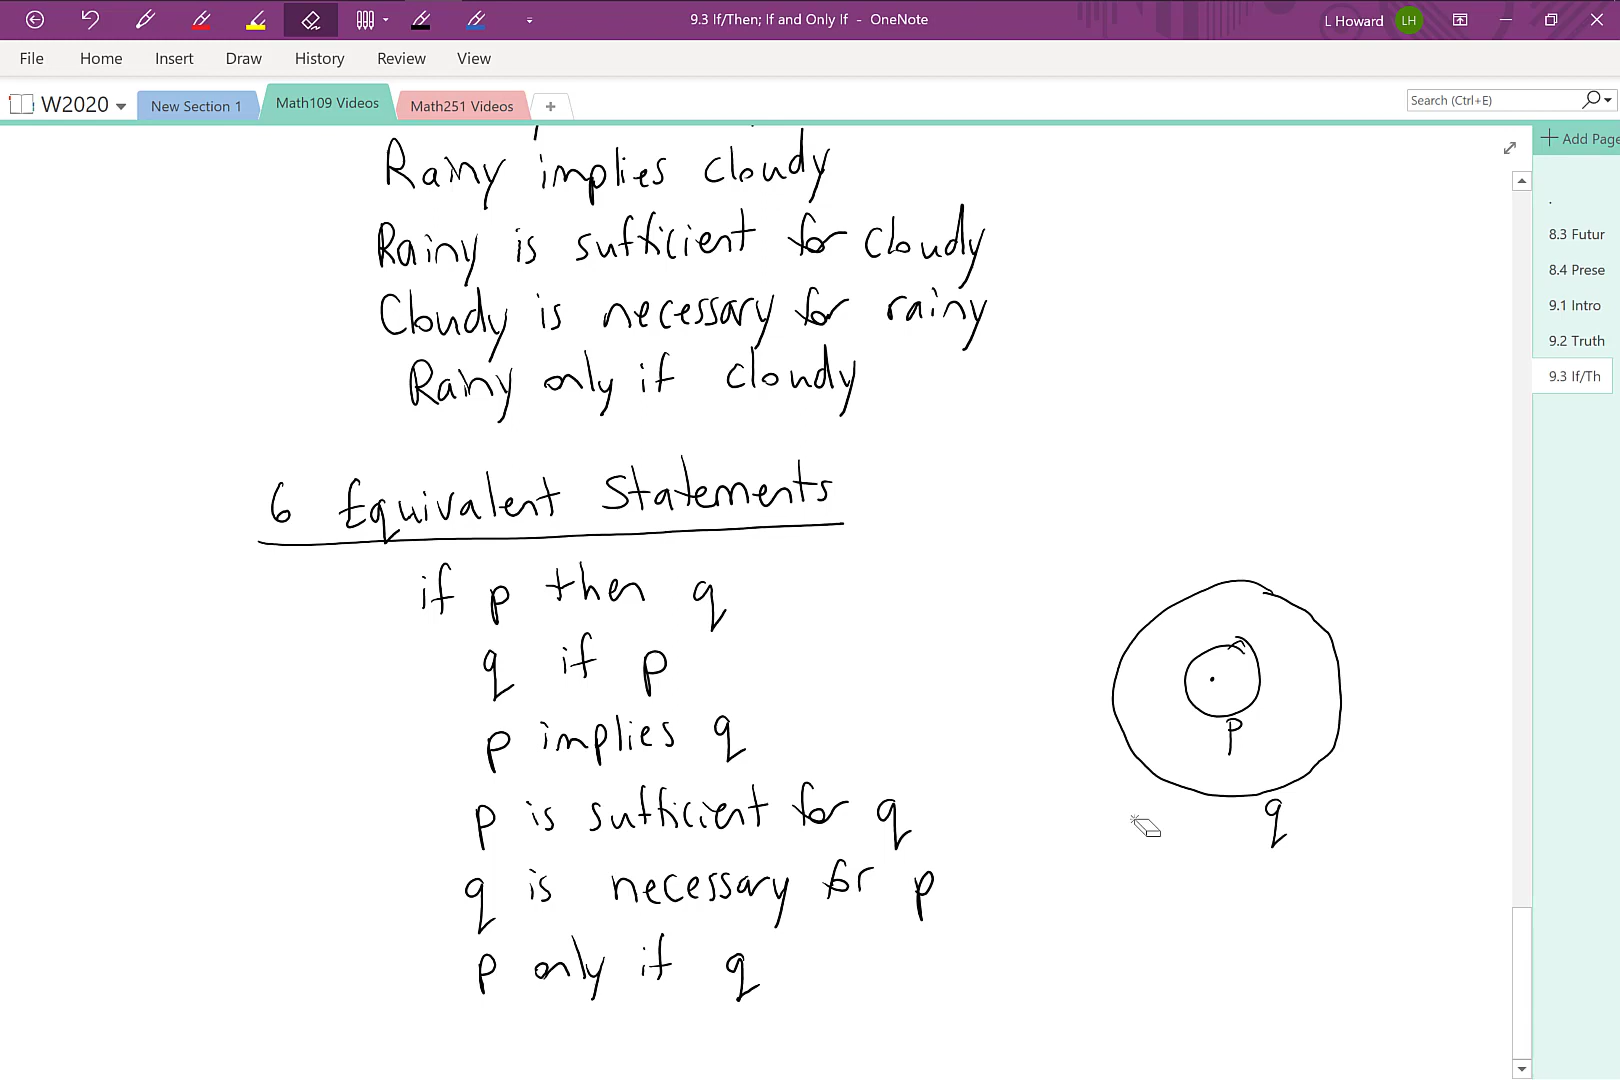 9.3 If/Then; If and Only If - OneNote
L Howard LH
File Home Insert Draw History Review View
W2020 New Section 1 Math109 Videos Math251 Videos
Search (Ctrl+E)
Add Page
.
8.3 Futur
8.4 Prese
9.1 Intro
9.2 Truth
9.3 If/Th
Rainy implies cloudy
Rainy is sufficient for cloudy
Cloudy is necessary for rainy
Rainy only if cloudy
6 Equivalent Statements
if p then q
q if p
p implies q
p is sufficient for q
q is necessary for p
p only if q
p
q